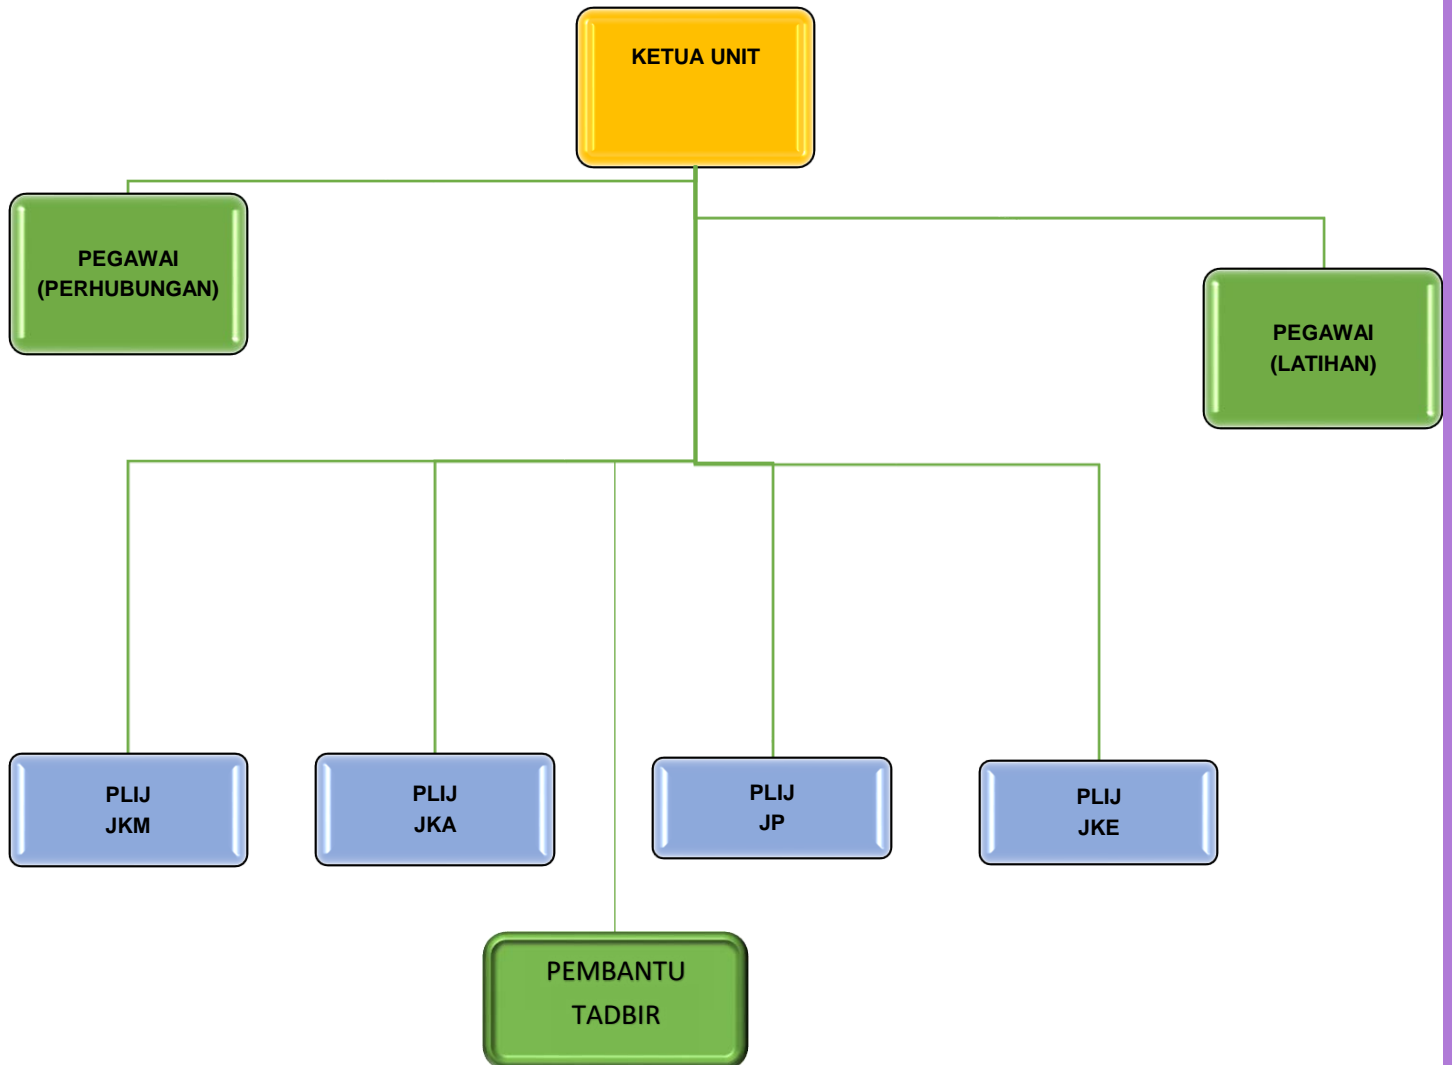 KETUA UNIT
PEGAWAI
(PERHUBUNGAN)
PEGAWAI
(LATIHAN)
PLIJ
JKM
PLIJ
JKA
PLIJ
JP
PLIJ
JKE
PEMBANTU
TADBIR